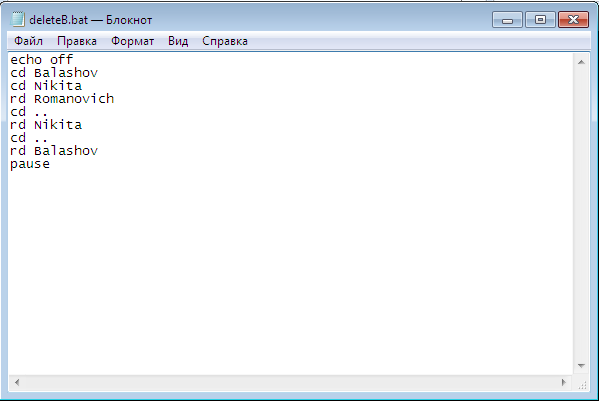 deleteB.bat — Блокнот
Файл Правка Формат Вид Справка
echo off
cd Balashov
cd Nikita
rd Romanovich
cd ..
rd Nikita
cd ..
rd Balashov
pause